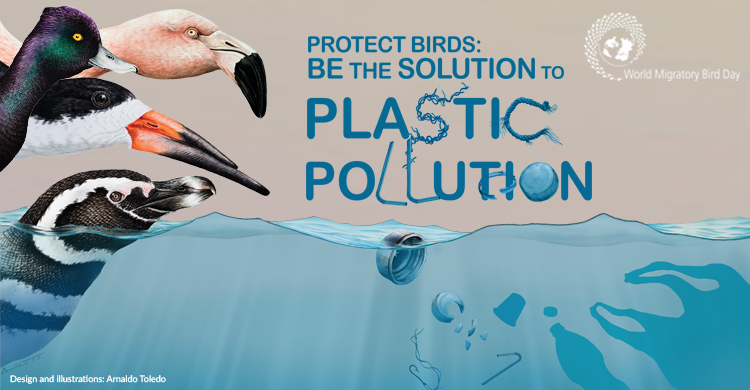 PROTECT BIRDS:
BE THE SOLUTION TO
PLASTIC
POLLUTION
World Migratory Bird Day
Design and illustrations: Arnaldo Toledo